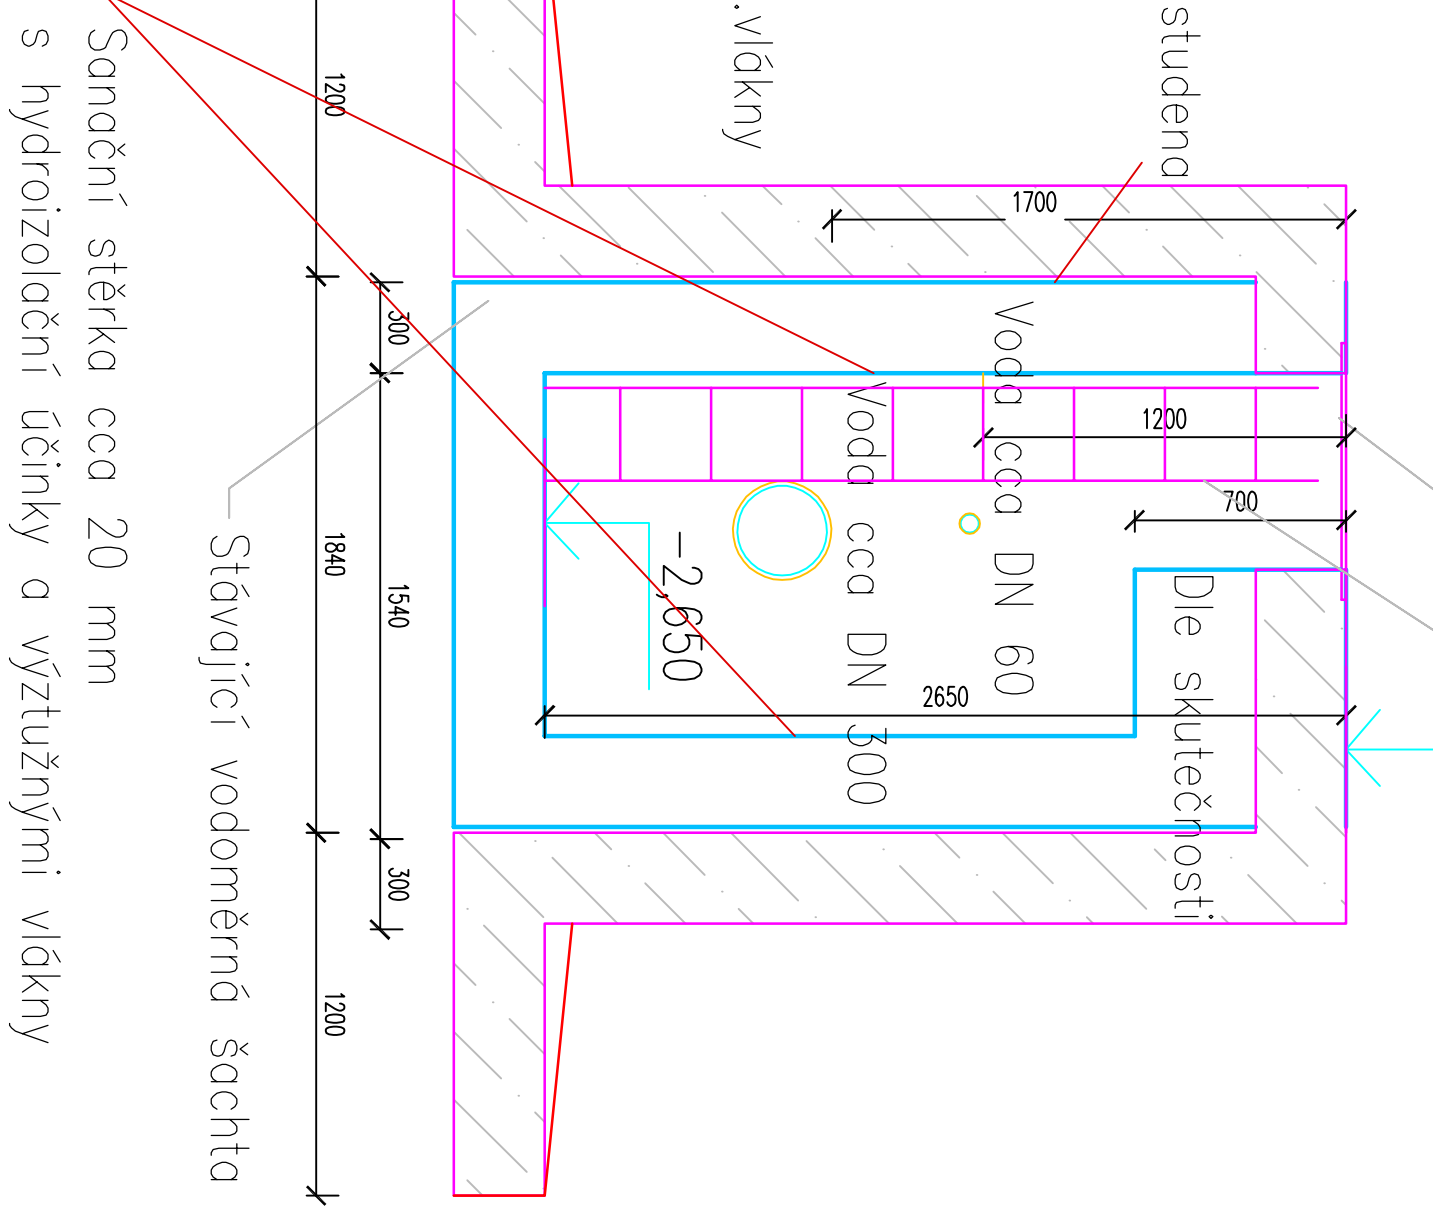 studena
.vlákny
Dle skutečnosti
Voda cca DN 60
Voda cca DN 300
-2,650
1700
1200
700
2650
300
1540
300
1200
1840
1200
Stávající vodoměrná šachta
Sanační stěrka cca 20 mm
s hydroizolační účinky a výztužnými vlákny